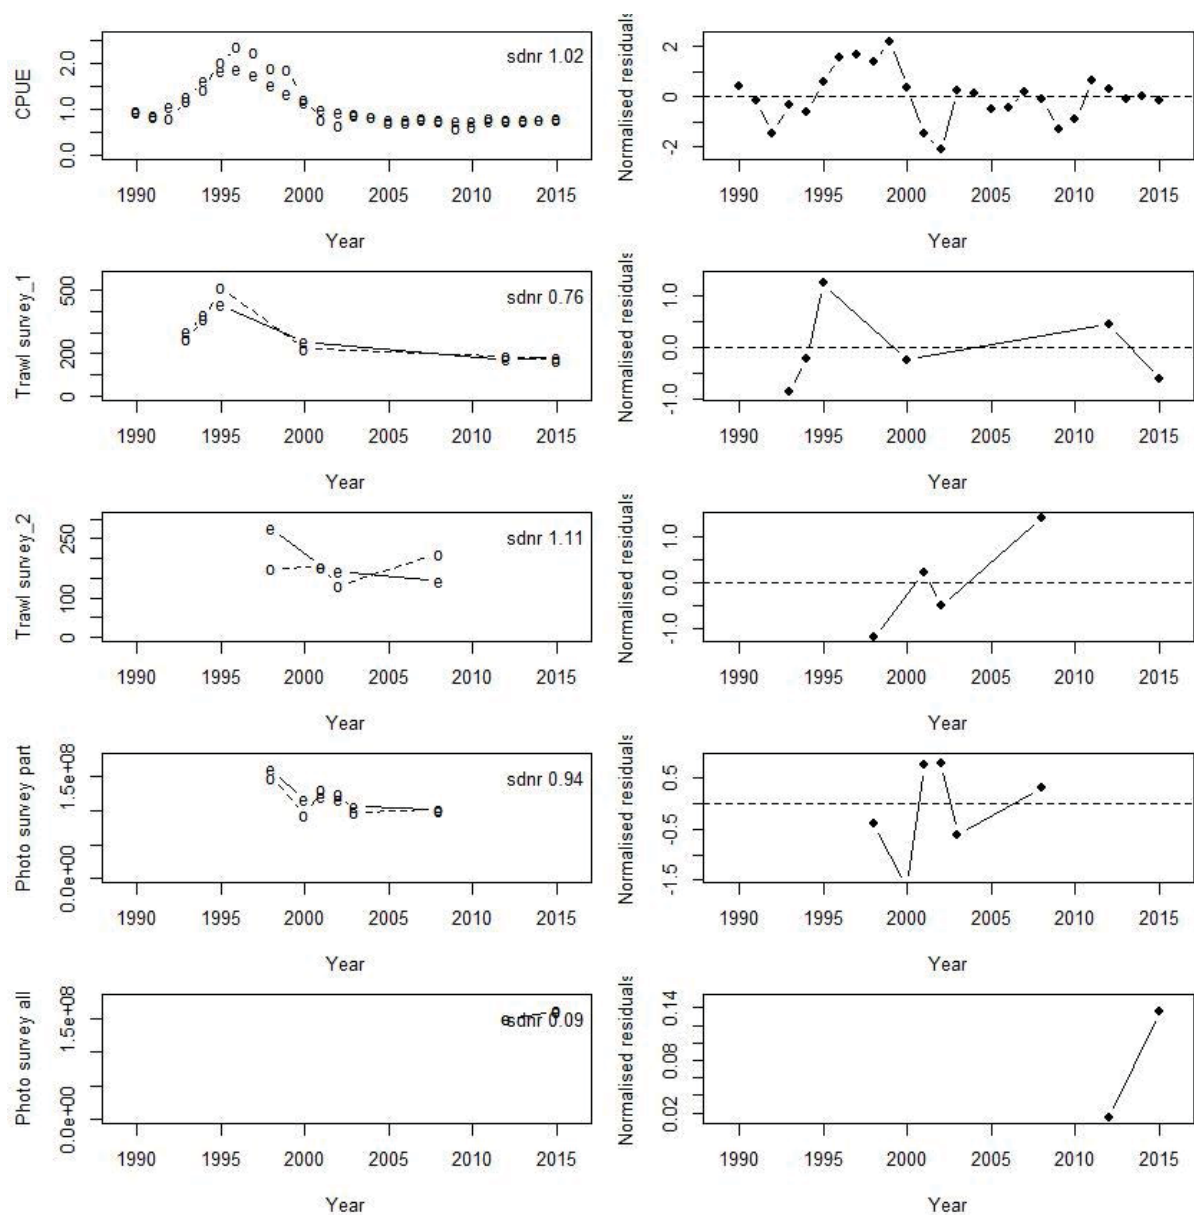 CPUE
0.0 1.0 2.0
sdnr 1.02
1990 1995 2000 2005 2010 2015
Year
Normalised residuals
-2 0 2
1990 1995 2000 2005 2010 2015
Year
Trawl survey_1
0 200 500
sdnr 0.76
1990 1995 2000 2005 2010 2015
Year
Normalised residuals
-1.0 0.0 1.0
1990 1995 2000 2005 2010 2015
Year
Trawl survey_2
0 100 250
sdnr 1.11
1990 1995 2000 2005 2010 2015
Year
Normalised residuals
-1.0 0.0 1.0
1990 1995 2000 2005 2010 2015
Year
Photo survey part
0.0e+00 1.5e+08
sdnr 0.94
1990 1995 2000 2005 2010 2015
Year
Normalised residuals
-1.5 -0.5 0.5
1990 1995 2000 2005 2010 2015
Year
Photo survey all
0.0e+00 1.5e+08
sdnr 0.09
1990 1995 2000 2005 2010 2015
Year
Normalised residuals
0.02 0.08 0.14
1990 1995 2000 2005 2010 2015
Year